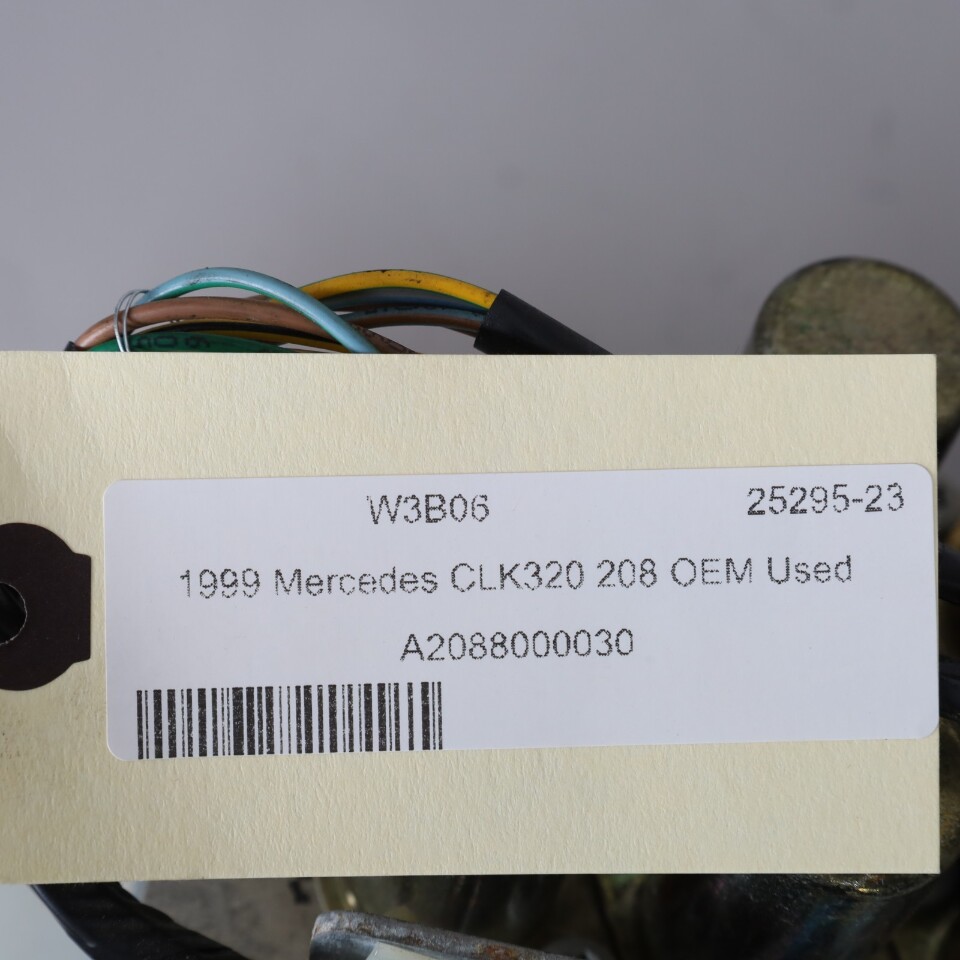 W3B06 25295-23
1999 Mercedes CLK320 208 OEM Used
A2088000030